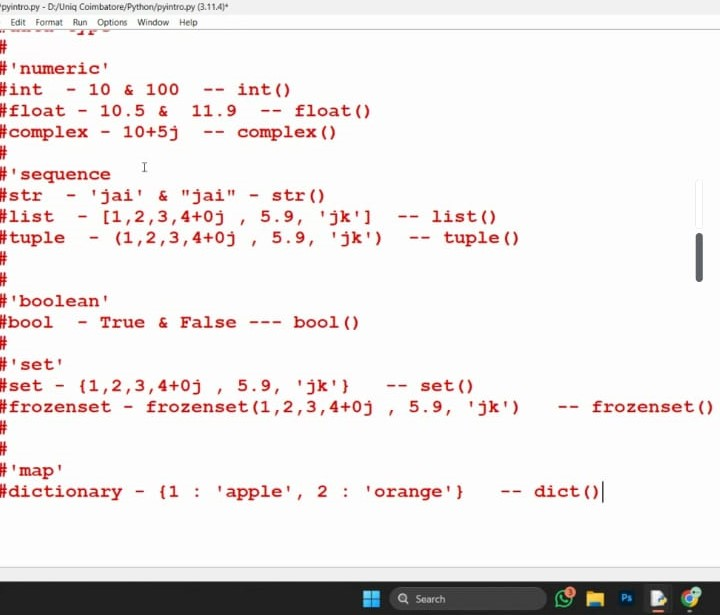 *pyintro.py - D:/Uniq Coimbatore/Python/pyintro.py (3.11.4)*
Edit Format Run Options Window Help
#
#'numeric'
#int - 10 & 100 -- int()
#float - 10.5 & 11.9 -- float()
#complex - 10+5j -- complex()
#
#'sequence
#str - 'jai' & "jai" - str()
#list - [1,2,3,4+0j , 5.9, 'jk'] -- list()
#tuple - (1,2,3,4+0j , 5.9, 'jk') -- tuple()
#
#
#'boolean'
#bool - True & False --- bool()
#
#'set'
#set - {1,2,3,4+0j , 5.9, 'jk'} -- set()
#frozenset - frozenset(1,2,3,4+0j , 5.9, 'jk') -- frozenset()
#
#
#'map'
#dictionary - {1 : 'apple', 2 : 'orange'} -- dict()
Search
3
Ps